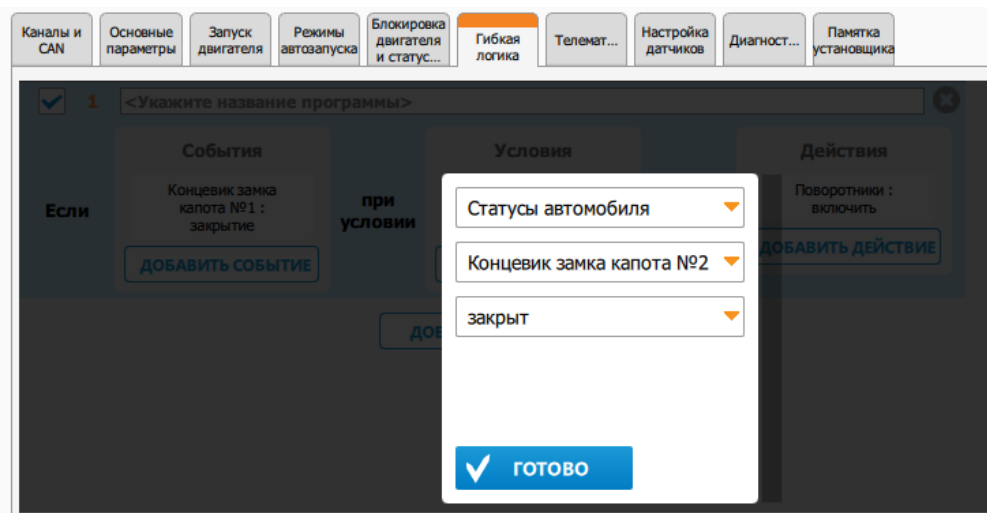 Каналы и
CAN
Основные
параметры
Запуск
двигателя
Режимы
автозапуска
Блокировка
двигателя
и статус...
Гибкая
логика
Телемат...
Настройка
датчиков
Диагност...
Памятка
установщика
1 <Укажите название программы>
События
Условия
Действия
Если
Концевик замка
капота №1 :
закрытие
при
условии
Поворотники :
включить
ДОБАВИТЬ СОБЫТИЕ
ДОБАВИТЬ ДЕЙСТВИЕ
Статусы автомобиля
Концевик замка капота №2
закрыт
ГОТОВО